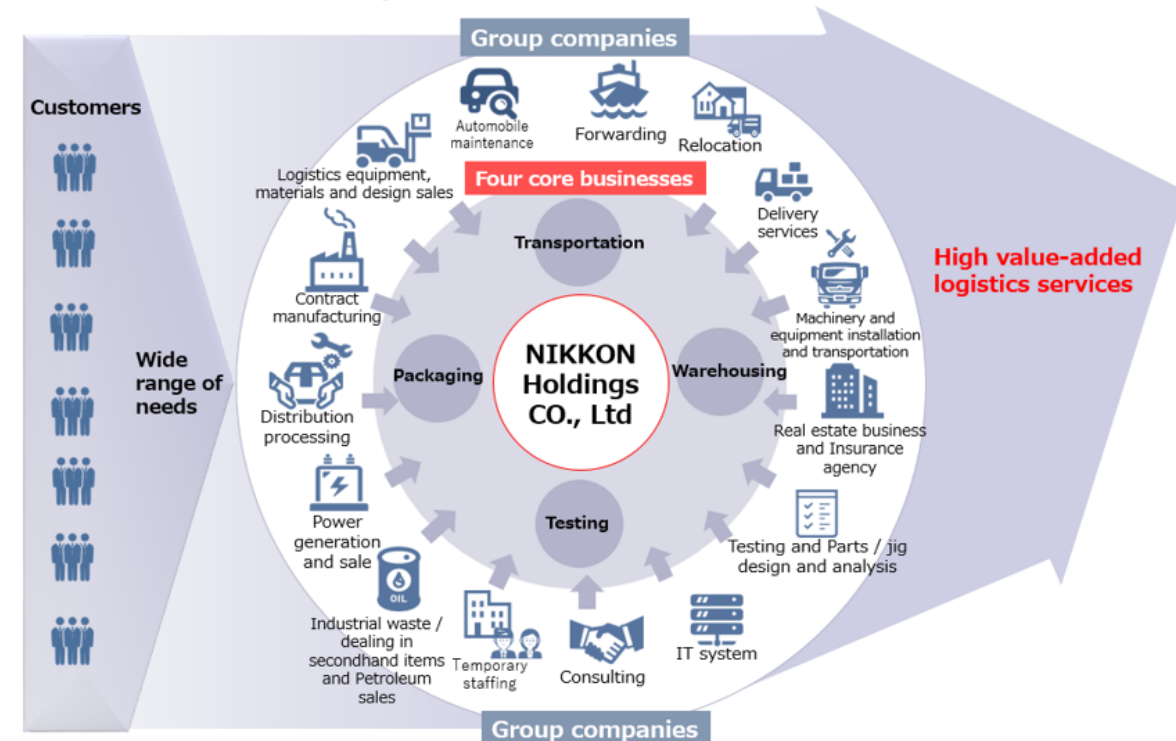 Group companies
Customers
Automobile
maintenance
Forwarding
Relocation
Logistics equipment,
materials and design sales
Four core businesses
Delivery
services
Transportation
High value-added
logistics services
Contract
manufacturing
Machinery and
equipment installation
and transportation
Wide
range of
needs
Packaging
NIKKON
Holdings
CO., Ltd
Warehousing
Distribution
processing
Real estate business
and Insurance
agency
Power
generation
and sale
Testing
Testing and Parts / jig
design and analysis
OIL
Industrial waste /
dealing in
secondhand items
and Petroleum
sales
Temporary
staffing
Consulting
IT system
Group companies